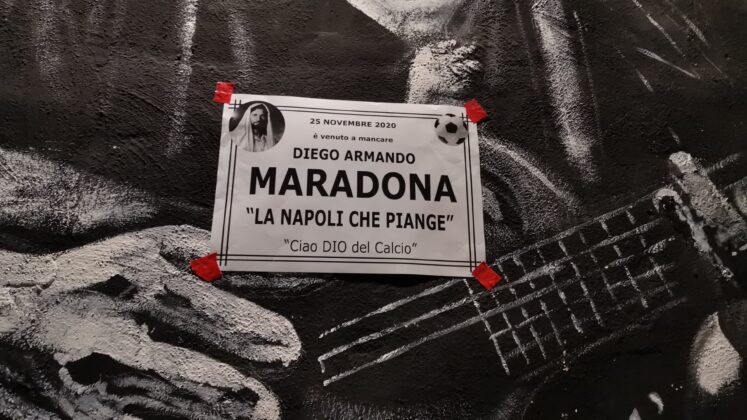 25 NOVEMBRE 2020
è venuto a mancare
DIEGO ARMANDO
MARADONA
“LA NAPOLI CHE PIANGE”
“Ciao DIO del Calcio”